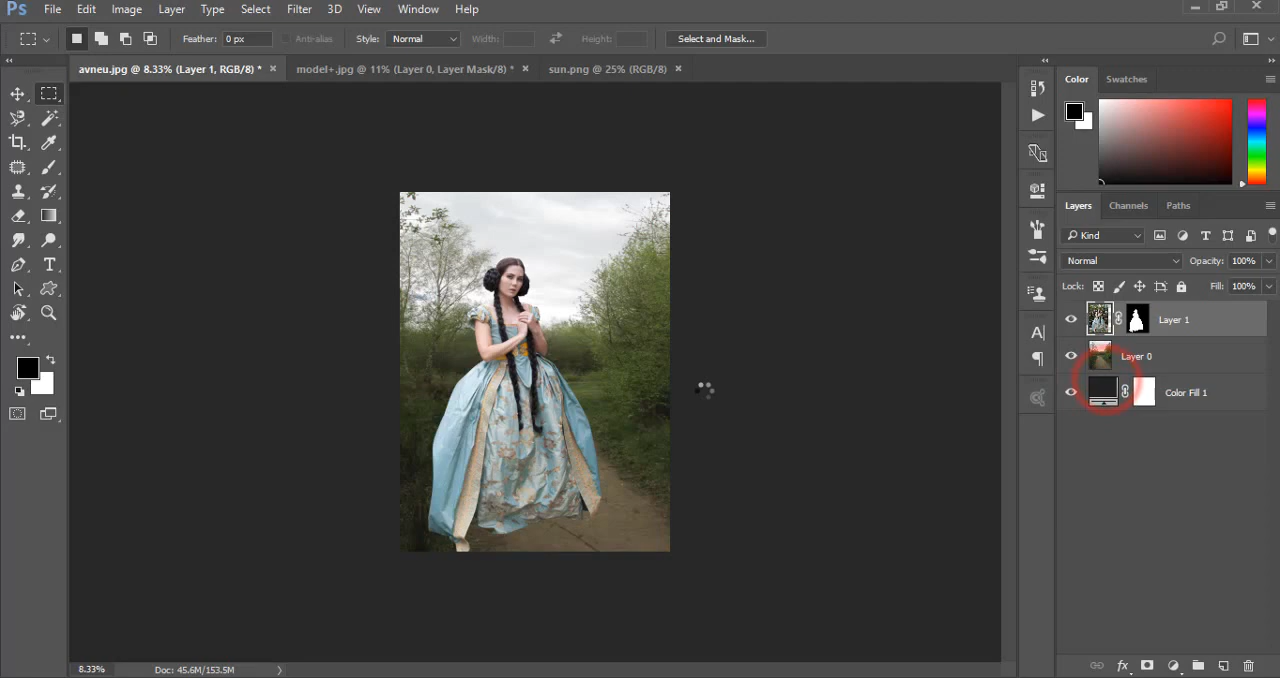 Ps File Edit Image Layer Type Select Filter 3D View Window Help
Feather: 0 px Anti-alias Style: Normal Width: Height: Select and Mask...
avneu.jpg @ 8.33% (Layer 1, RGB/8) * × model+.jpg @ 11% (Layer 0, Layer Mask/8) * × sun.png @ 25% (RGB/8) ×
Color Swatches
Layers Channels Paths
Kind
Normal Opacity: 100%
Lock: Fill: 100%
Layer 1
Layer 0
Color Fill 1
8.33% Doc: 45.6M/153.5M